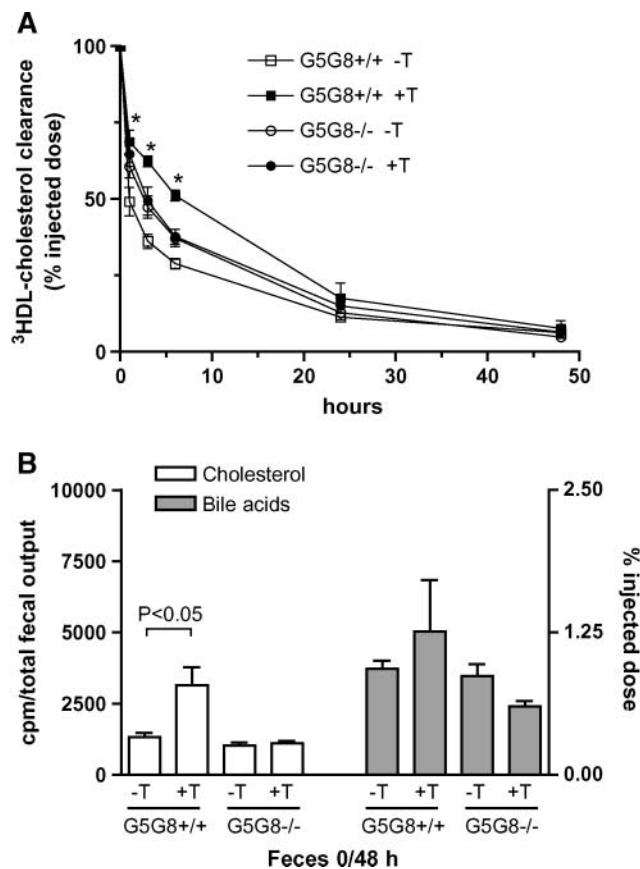 A
³HDL-cholesterol clearance
(% injected dose)
100
50
0
G5G8+/+ -T
G5G8+/+ +T
G5G8-/- -T
G5G8-/- +T
*
*
*
0 10 20 30 40 50
hours
B
Cholesterol
Bile acids
cpm/total fecal output
10000
7500
5000
2500
0
P<0.05
2.50
1.25
0.00
% injected dose
-T +T -T +T -T +T -T +T
G5G8+/+ G5G8-/- G5G8+/+ G5G8-/-
Feces 0/48 h